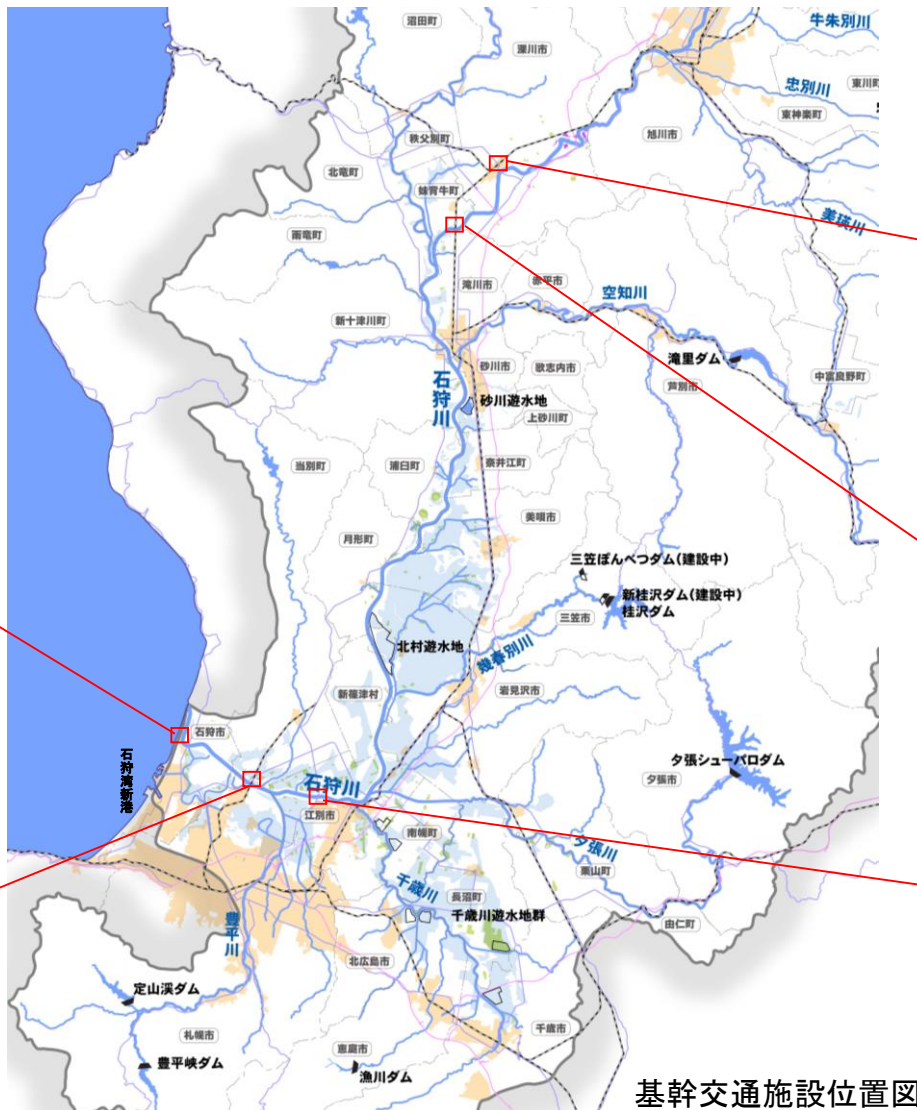 沼田町
深川市
牛朱別川
忠別川
東川町
東神楽町
旭川市
秩父別町
北竜町
妹背牛町
美瑛川
雨竜町
滝川市
赤平市
空知川
新十津川町
滝里ダム
砂川市
歌志内市
中富良野町
芦別市
石狩川
砂川遊水地
上砂川町
当別町
浦臼町
奈井江町
美唄市
月形町
三笠ぽんべつダム(建設中)
新桂沢ダム(建設中)
桂沢ダム
三笠市
北村遊水地
幾春別川
新篠津村
岩見沢市
石狩市
石狩湾新港
夕張シューパロダム
夕張市
石狩川
江別市
南幌町
夕張川
栗山町
千歳川
長沼町
千歳川遊水地群
由仁町
豊平川
北広島市
定山渓ダム
札幌市
千歳市
恵庭市
豊平峡ダム
漁川ダム
基幹交通施設位置図